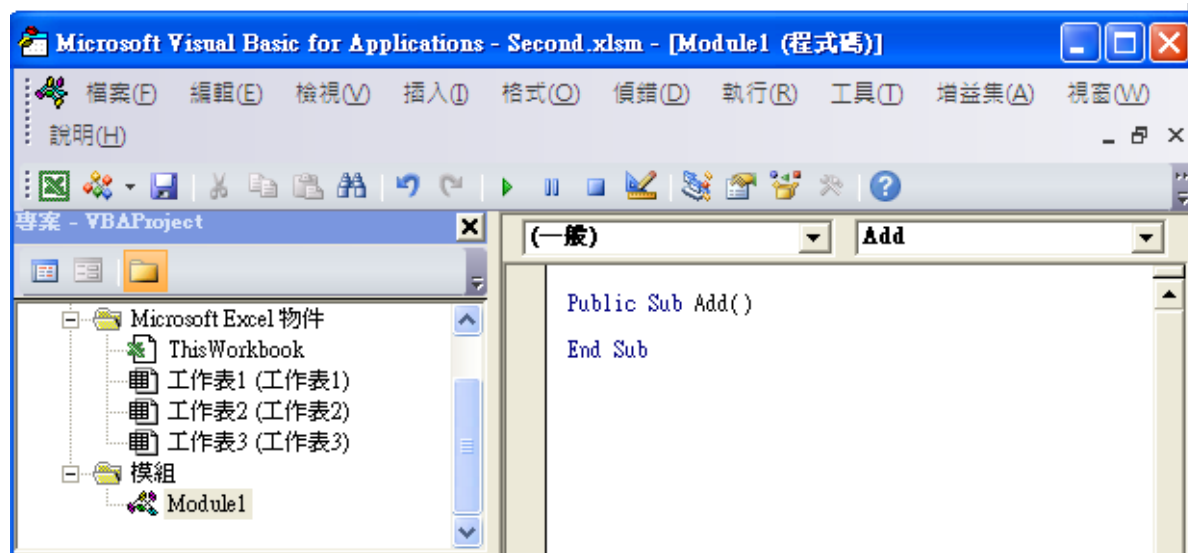 Microsoft Visual Basic for Applications - Second.xlsm - [Module1 (程式碼)]
檔案(F) 編輯(E) 檢視(V) 插入(I) 格式(O) 偵錯(D) 執行(R) 工具(T) 增益集(A) 視窗(W)
說明(H)
專案 - VBAProject
(一般) Add
Microsoft Excel 物件
ThisWorkbook
工作表1 (工作表1)
工作表2 (工作表2)
工作表3 (工作表3)
模組
Module1
Public Sub Add()
End Sub